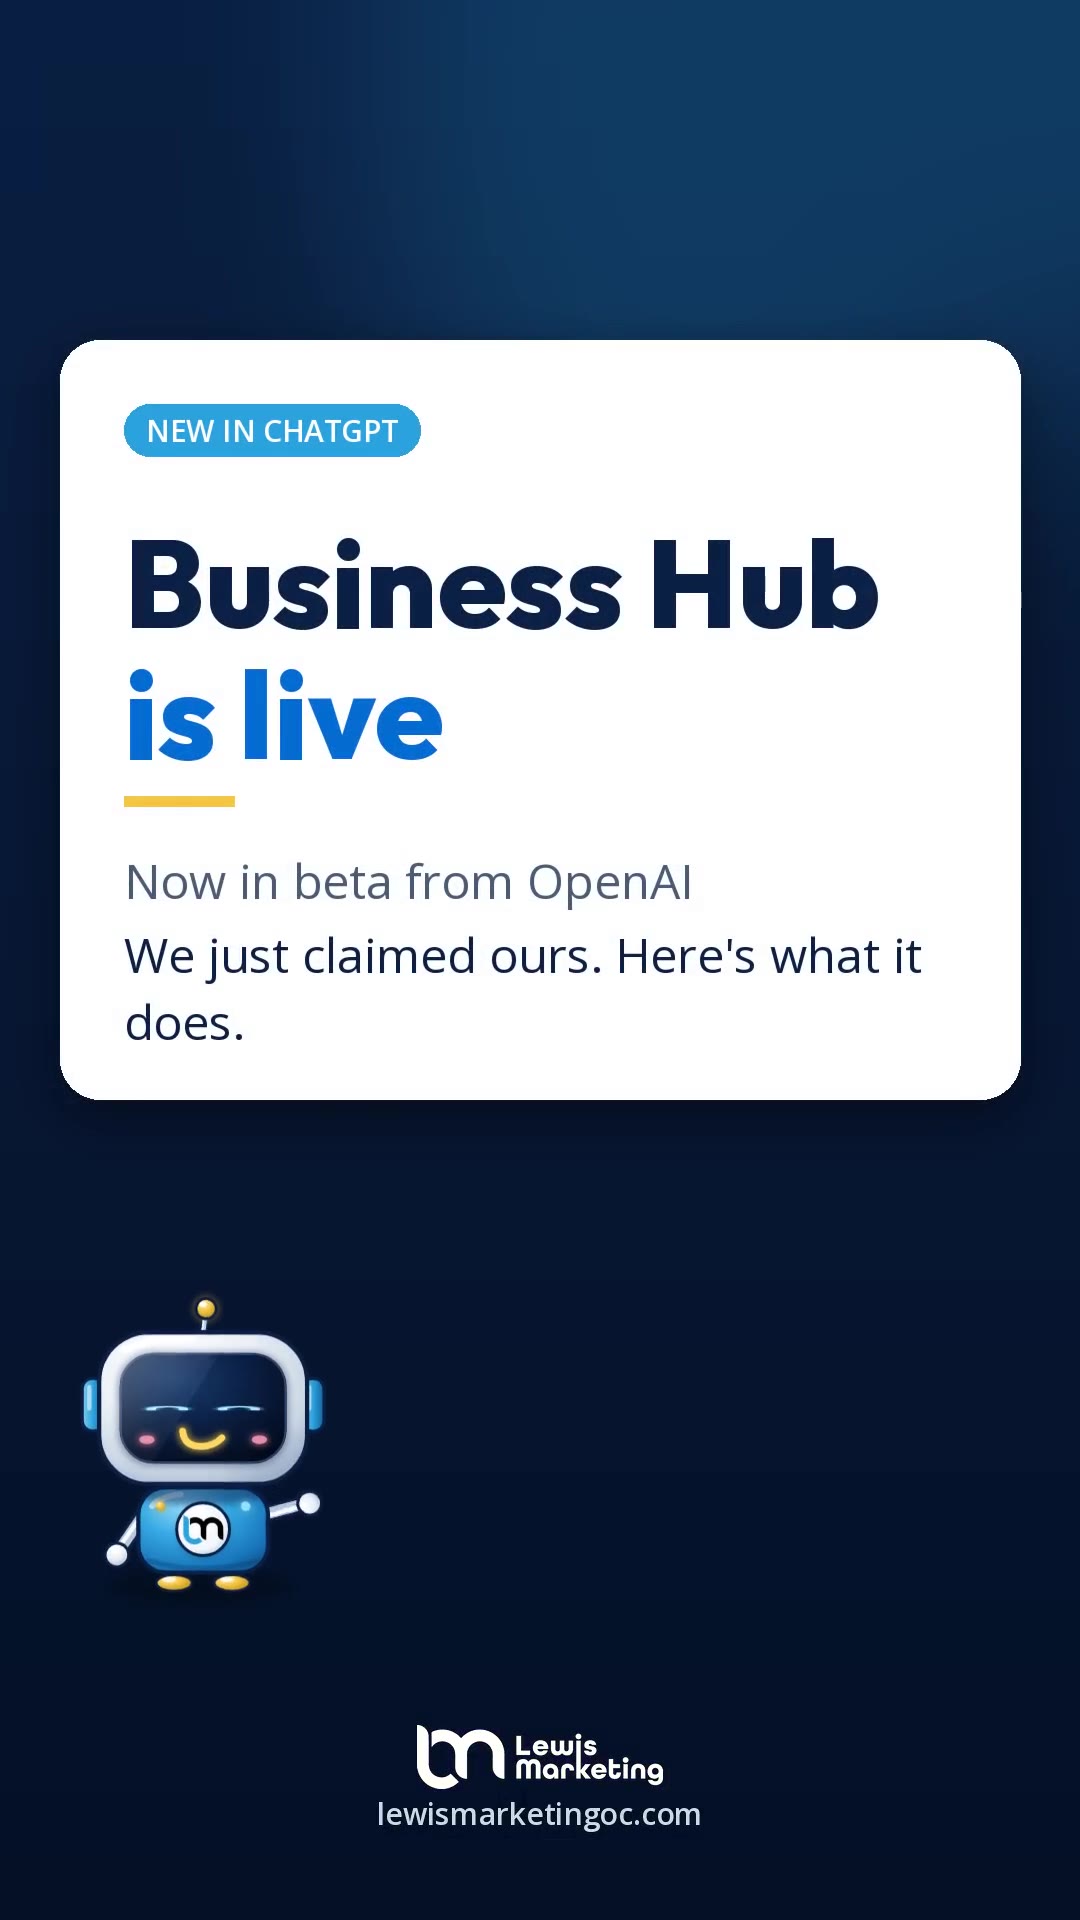 NEW IN CHATGPT
Business Hub
is live
Now in beta from OpenAI
We just claimed ours. Here's what it
does.
Lewis
Marketing
lewismarketingoc.com